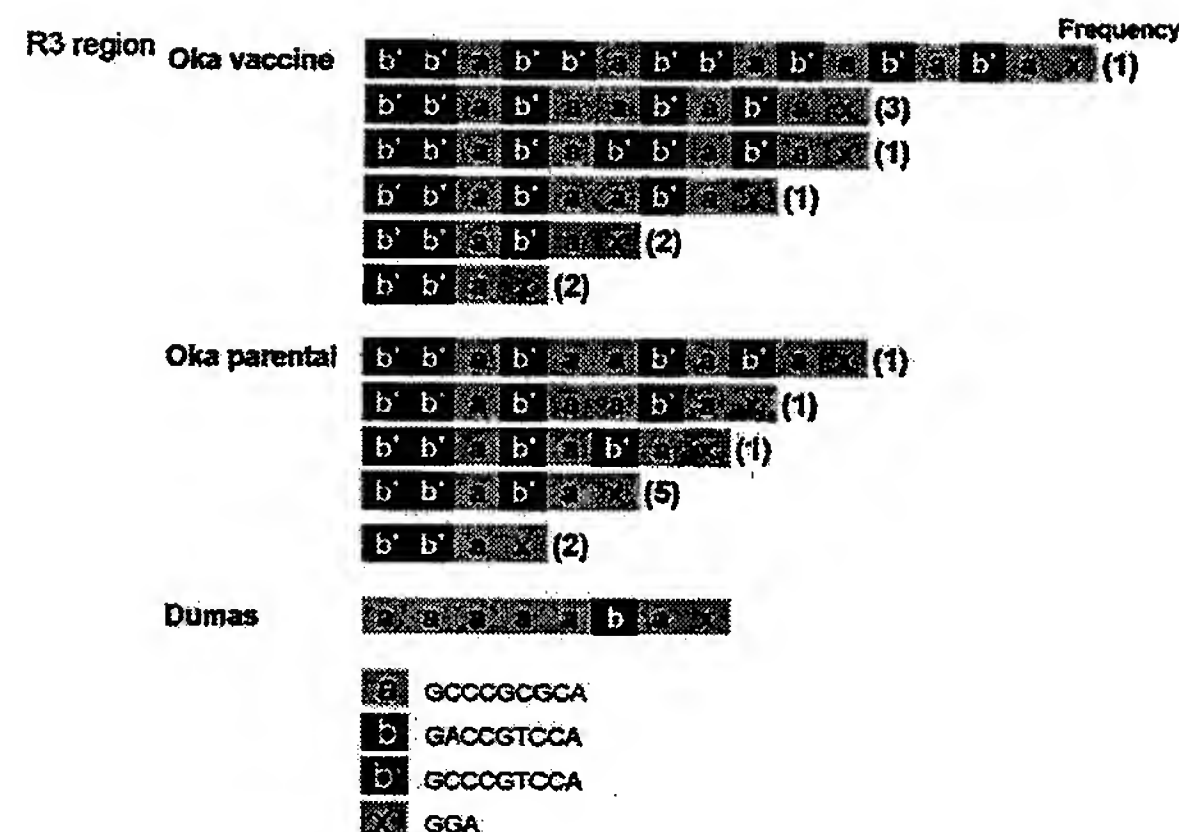 Frequency
R3 region Oka vaccine b' b' a b' b' a b' b' a b' a b' a b' a x (1)
b' b' a b' a a b' a b' a x (3)
b' b' a b' a b' b' a b' a x (1)
b' b' a b' a a b' a x (1)
b' b' a b' a x (2)
b' b' a x (2)
Oka parental b' b' a b' a a b' a b' a x (1)
b' b' a b' a a b' a x (1)
b' b' a b' a b' a x (1)
b' b' a b' a x (5)
b' b' a x (2)
Dumas a a a a a b a x
a GCCCGCGCA
b GACCGTCCA
b' GCCCGTCCA
x GGA